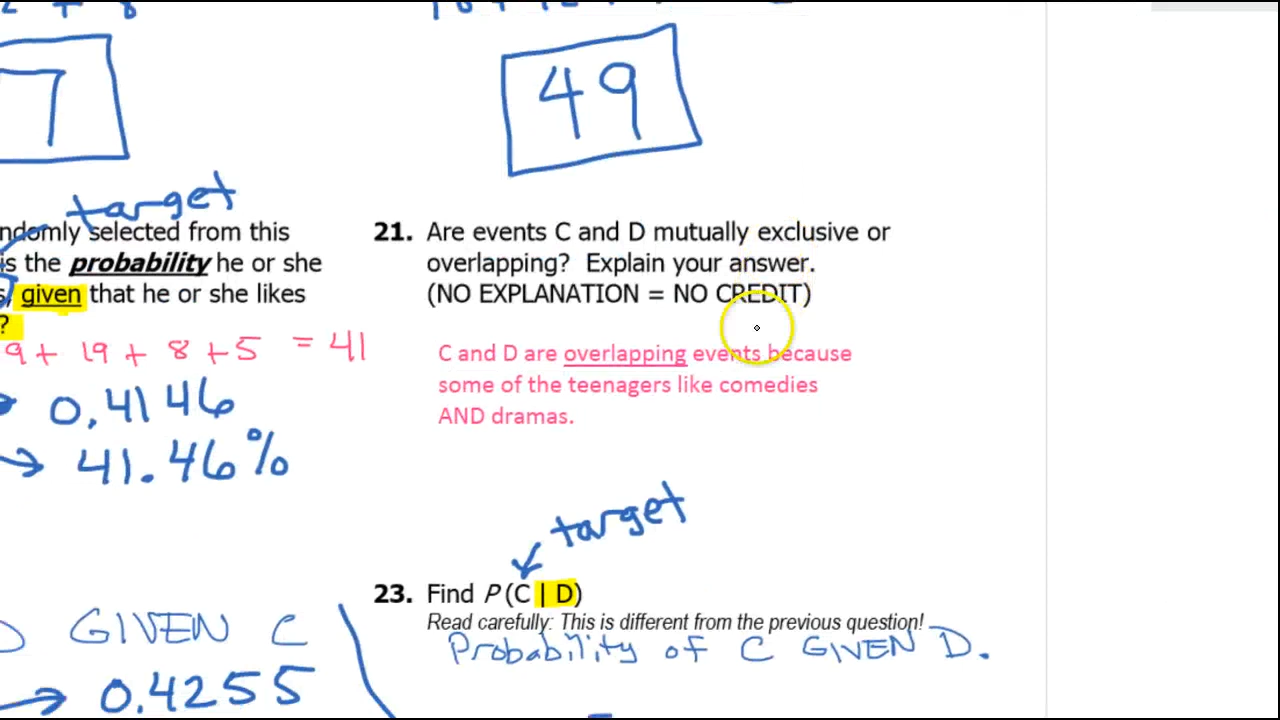 + 8
49
target
ndomly selected from this
is the probability he or she
given that he or she likes
?
9 + 19 + 8 + 5 = 41
0.4146
41.46%
21. Are events C and D mutually exclusive or
overlapping? Explain your answer.
(NO EXPLANATION = NO CREDIT)
C and D are overlapping events because
some of the teenagers like comedies
AND dramas.
D GIVEN C
→ 0.4255
target
23. Find P(C | D)
Read carefully: This is different from the previous question!
Probability of C GIVEN D.